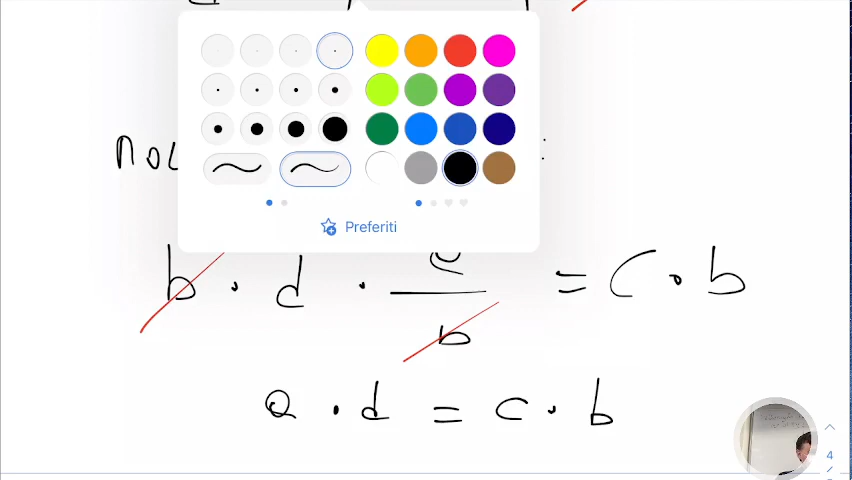 Preferiti
b · d · — = c · b
b
a · d = c · b
4